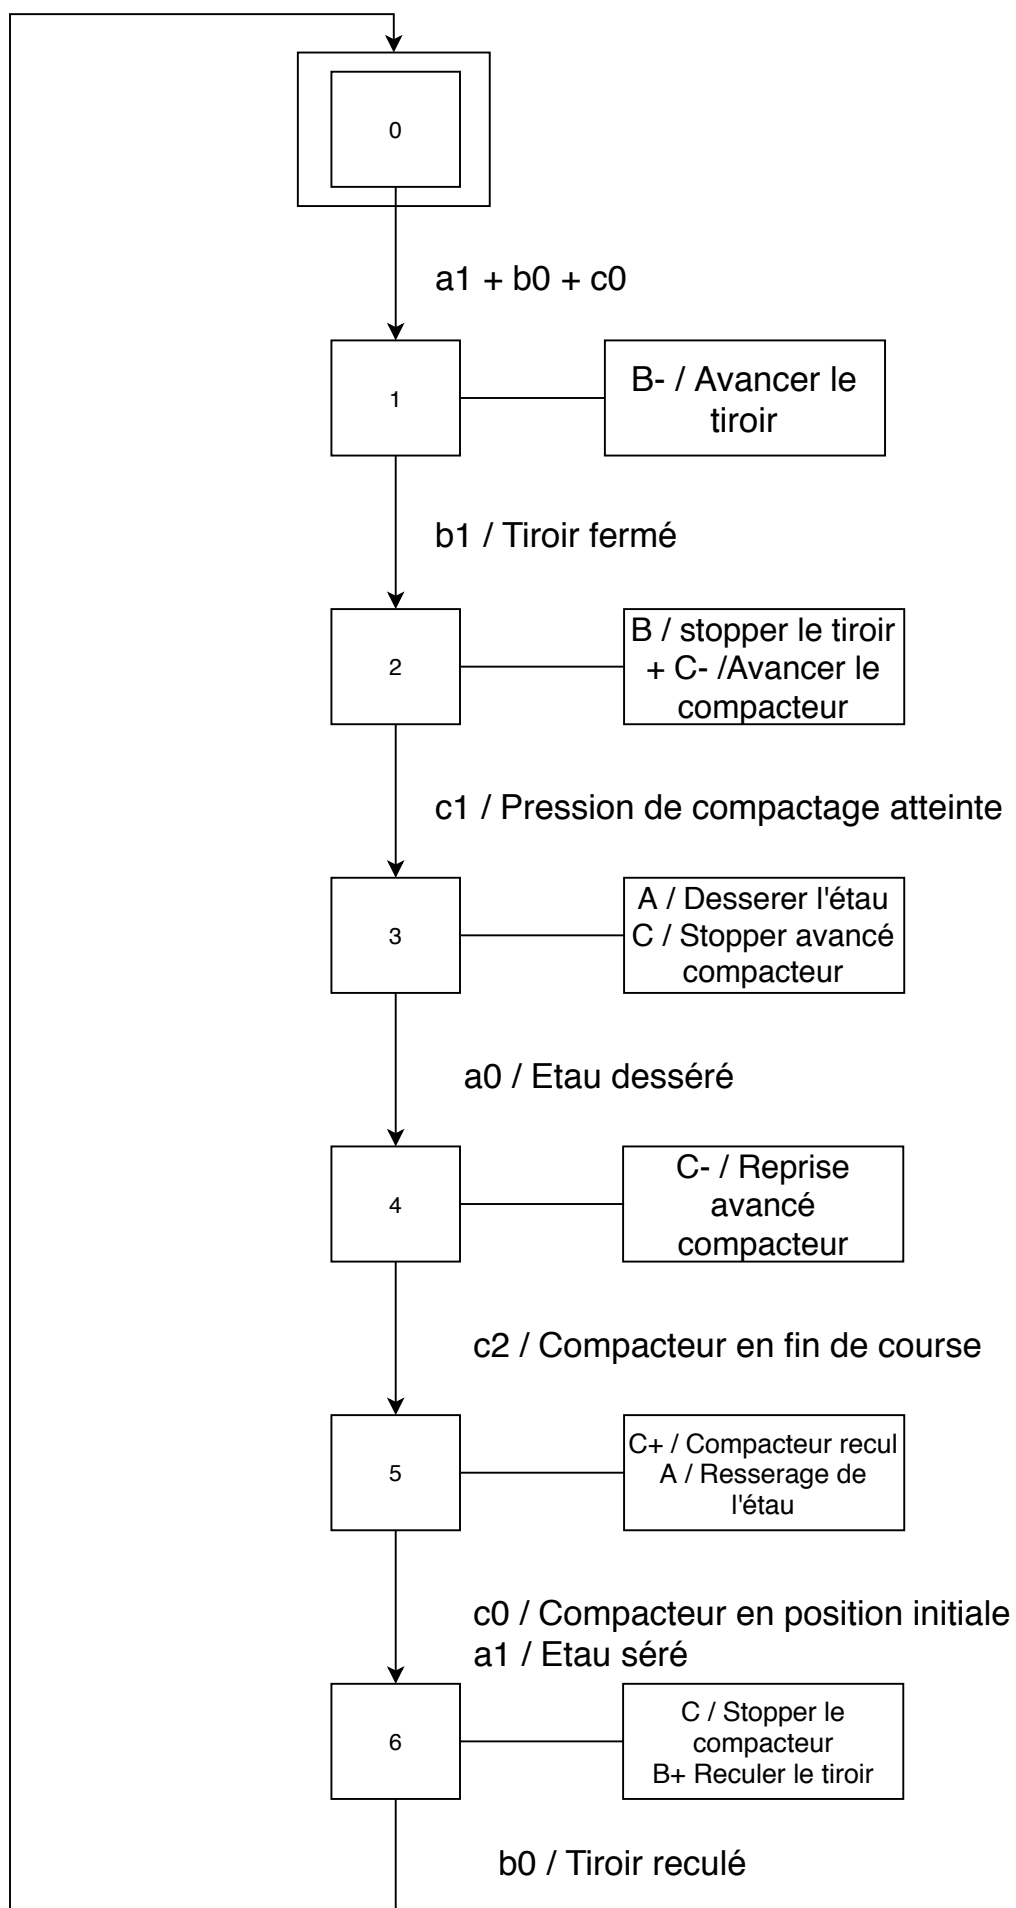 0
a1 + b0 + c0
1
B- / Avancer le
tiroir
b1 / Tiroir fermé
2
B / stopper le tiroir
+ C- /Avancer le
compacteur
c1 / Pression de compactage atteinte
3
A / Desserer l'étau
C / Stopper avancé
compacteur
a0 / Etau desséré
4
C- / Reprise
avancé
compacteur
c2 / Compacteur en fin de course
5
C+ / Compacteur recul
A / Resserage de
l'étau
c0 / Compacteur en position initiale
a1 / Etau séré
6
C / Stopper le
compacteur
B+ Reculer le tiroir
b0 / Tiroir reculé